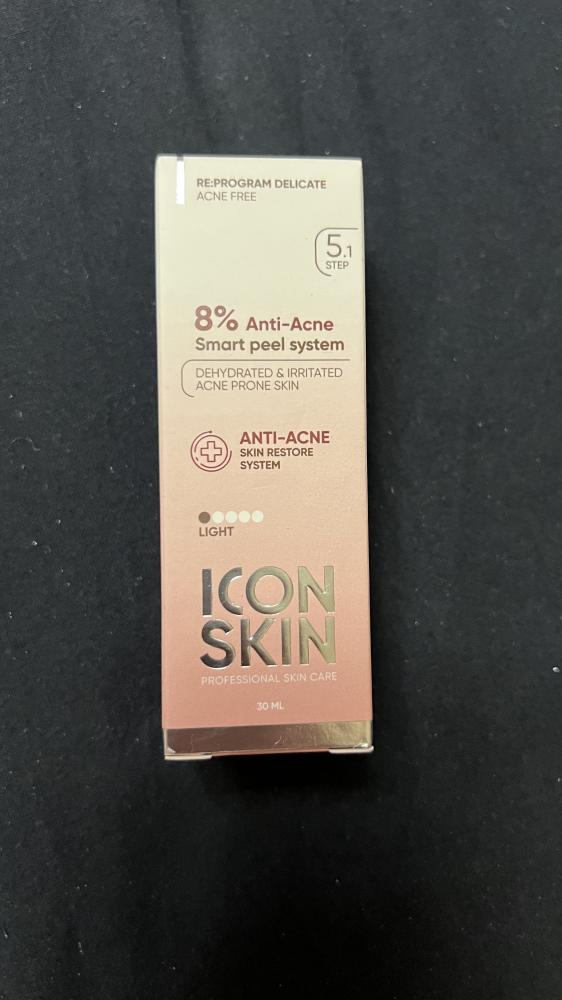 RE:PROGRAM DELICATE
ACNE FREE
5.1
STEP
8% Anti-Acne
Smart peel system
DEHYDRATED & IRRITATED
ACNE PRONE SKIN
ANTI-ACNE
SKIN RESTORE
SYSTEM
LIGHT
ICON
SKIN
PROFESSIONAL SKIN CARE
30 ML